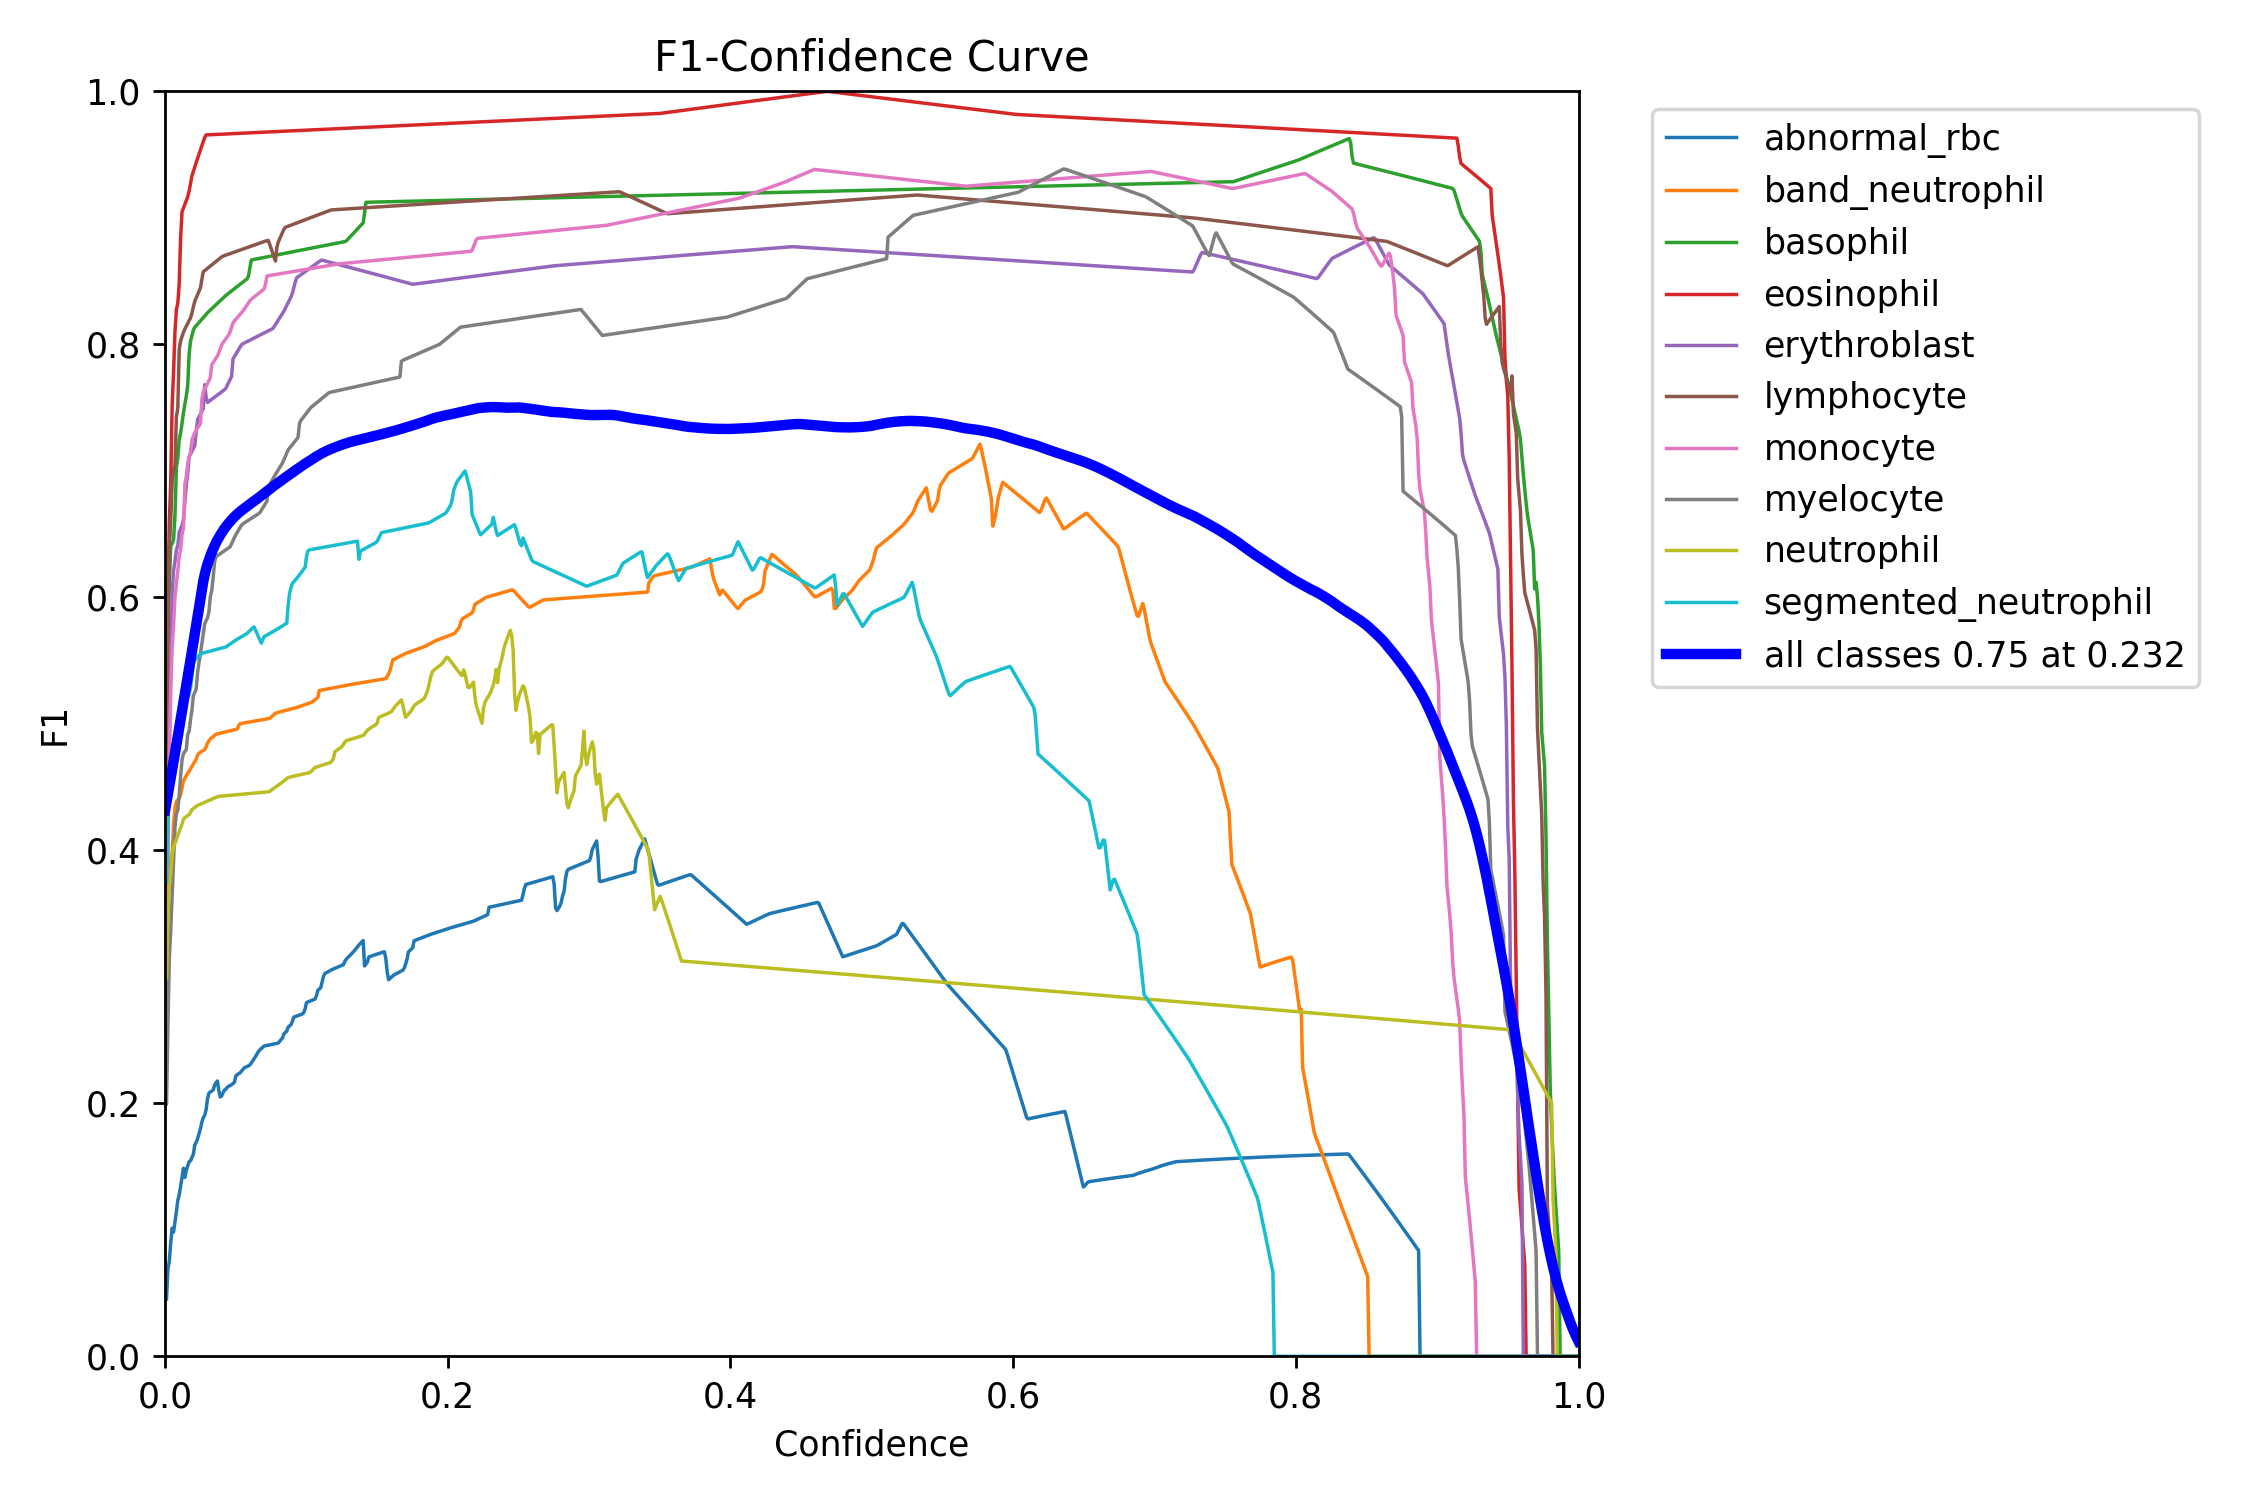 F1-Confidence Curve
1.0
0.8
0.6
0.4
0.2
0.0
F1
0.0 0.2 0.4 0.6 0.8 1.0
Confidence
abnormal_rbc
band_neutrophil
basophil
eosinophil
erythroblast
lymphocyte
monocyte
myelocyte
neutrophil
segmented_neutrophil
all classes 0.75 at 0.232